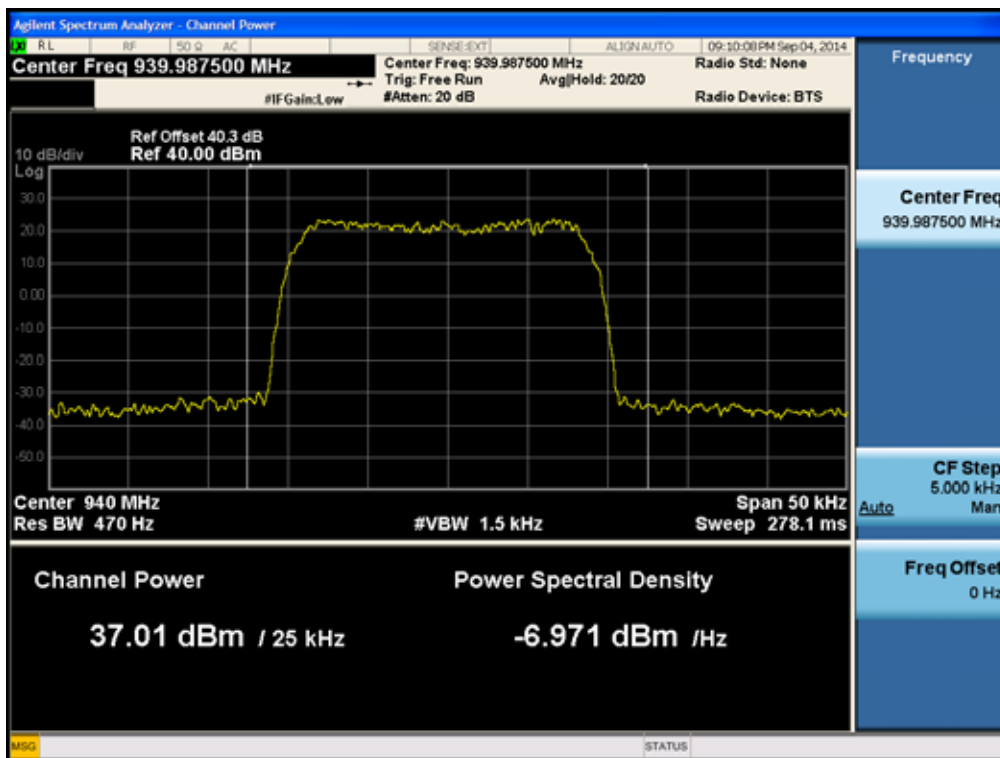 Agilent Spectrum Analyzer - Channel Power
RL RF 50 Ω AC SENSE:EXT ALIGN AUTO 09:10:08 PM Sep 04, 2014
Center Freq 939.987500 MHz
Center Freq: 939.987500 MHz Radio Std: None
Trig: Free Run Avg|Hold: 20/20
#IFGain:Low #Atten: 20 dB Radio Device: BTS
Ref Offset 40.3 dB
10 dB/div Ref 40.00 dBm
Log
30.0
20.0
10.0
0.00
-10.0
-20.0
-30.0
-40.0
-50.0
Center 940 MHz Span 50 kHz
Res BW 470 Hz #VBW 1.5 kHz Sweep 278.1 ms
Channel Power Power Spectral Density
37.01 dBm / 25 kHz -6.971 dBm /Hz
Frequency
Center Freq
939.987500 MHz
CF Step
5.000 kHz
Auto Man
Freq Offset
0 Hz
MSG STATUS